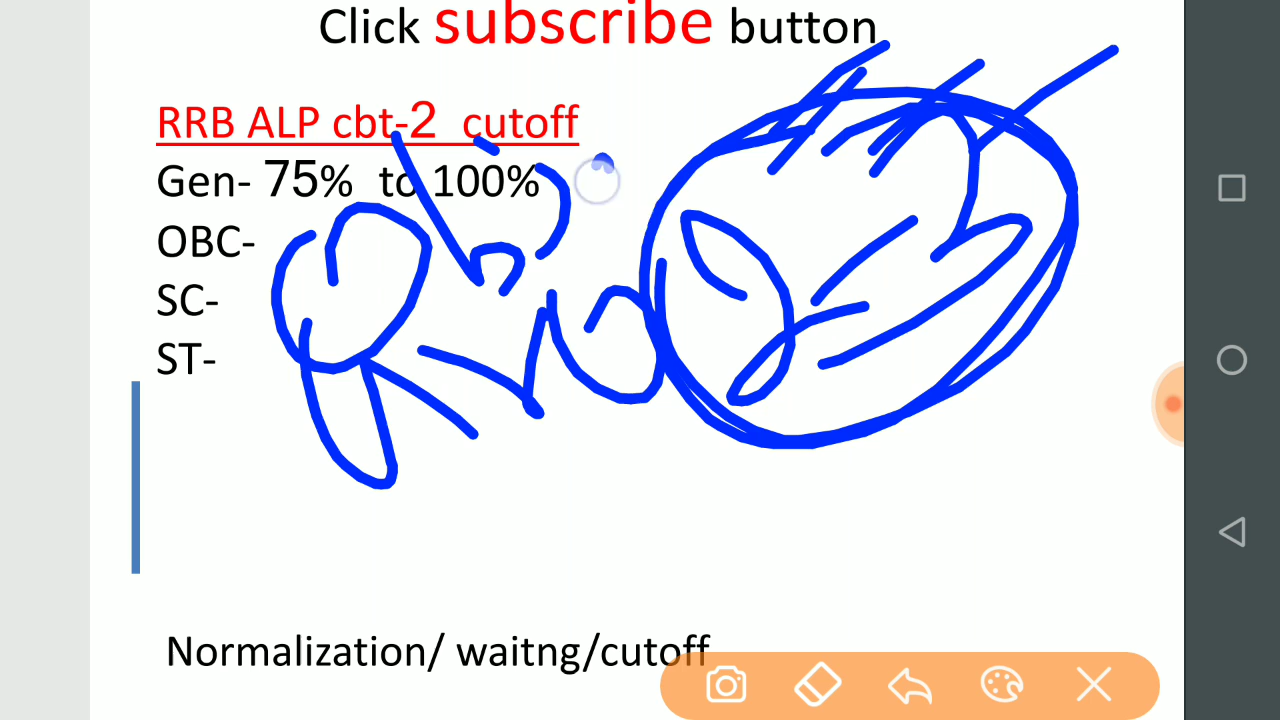 Click subscribe button
RRB ALP cbt-2 cutoff
Gen- 75% to 100%
OBC-
SC-
ST-
Normalization/ waitng/cutoff